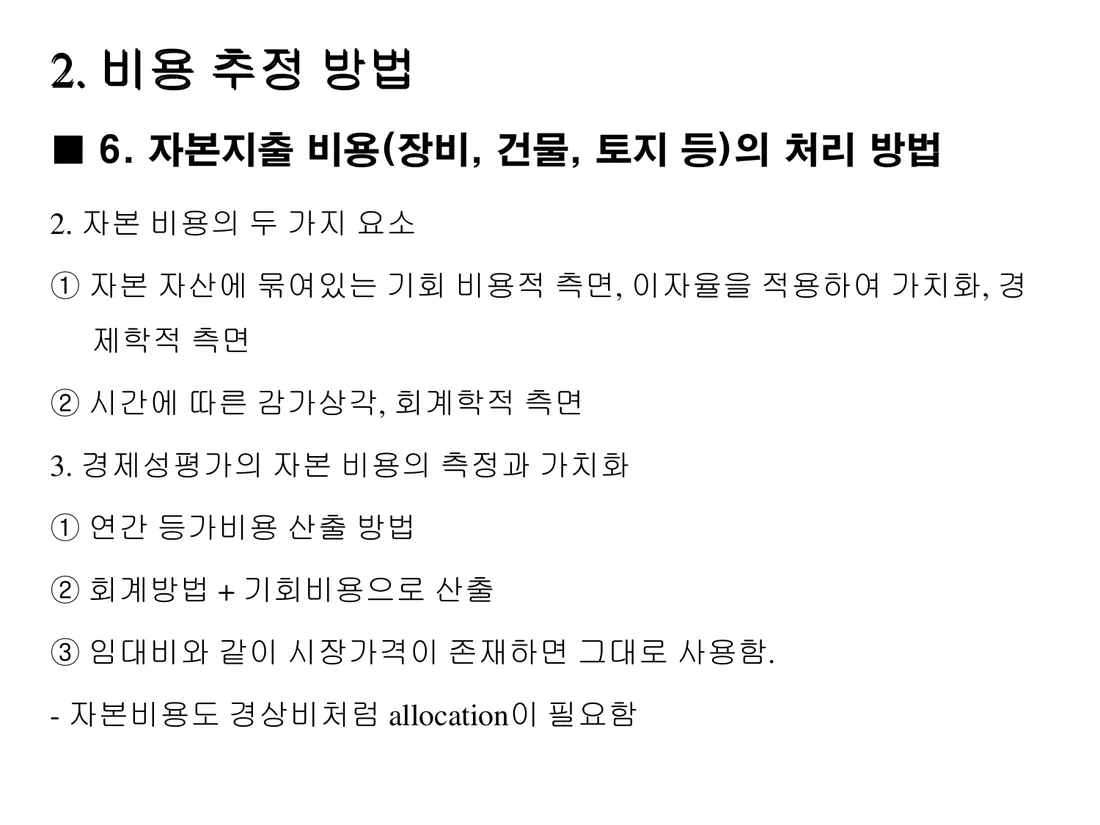 2. 비용 추정 방법
■ 6. 자본지출 비용(장비, 건물, 토지 등)의 처리 방법
2. 자본 비용의 두 가지 요소
① 자본 자산에 묶여있는 기회 비용적 측면, 이자율을 적용하여 가치화, 경
제학적 측면
② 시간에 따른 감가상각, 회계학적 측면
3. 경제성평가의 자본 비용의 측정과 가치화
① 연간 등가비용 산출 방법
② 회계방법 + 기회비용으로 산출
③ 임대비와 같이 시장가격이 존재하면 그대로 사용함.
- 자본비용도 경상비처럼 allocation이 필요함